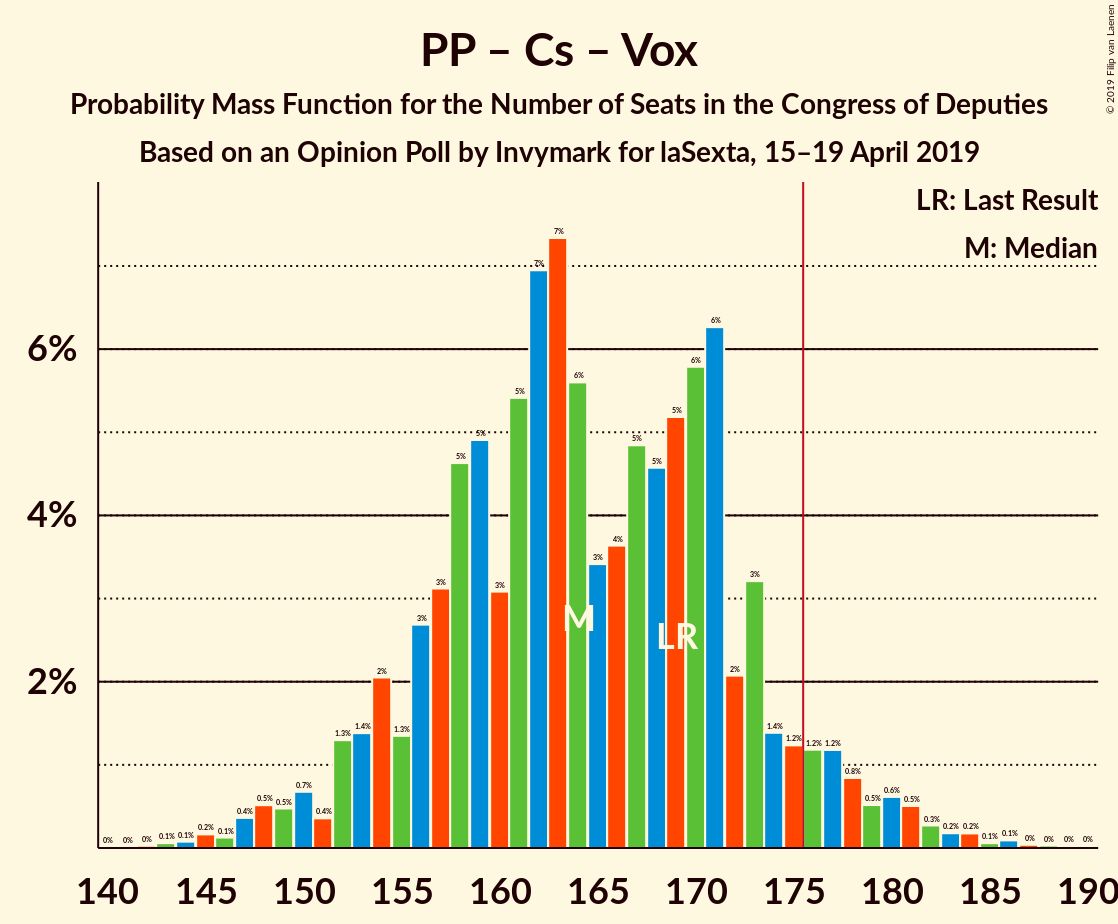 PP – Cs – Vox
Probability Mass Function for the Number of Seats in the Congress of Deputies
Based on an Opinion Poll by Invymark for laSexta, 15–19 April 2019
© 2019 Filip van Laenen
LR: Last Result
M: Median
6%
4%
2%
0% 0% 0% 0.1% 0.1% 0.2% 0.1% 0.4% 0.5% 0.5% 0.7% 0.4% 1.3% 1.4% 2% 1.3% 3% 3% 5% 5% 3% 5% 7% 7% 6% 3% 4% 5% 5% 5% 6% 6% 2% 3% 1.4% 1.2% 1.2% 1.2% 0.8% 0.5% 0.6% 0.5% 0.3% 0.2% 0.2% 0.1% 0.1% 0% 0% 0% 0%
M
LR
140 145 150 155 160 165 170 175 180 185 190